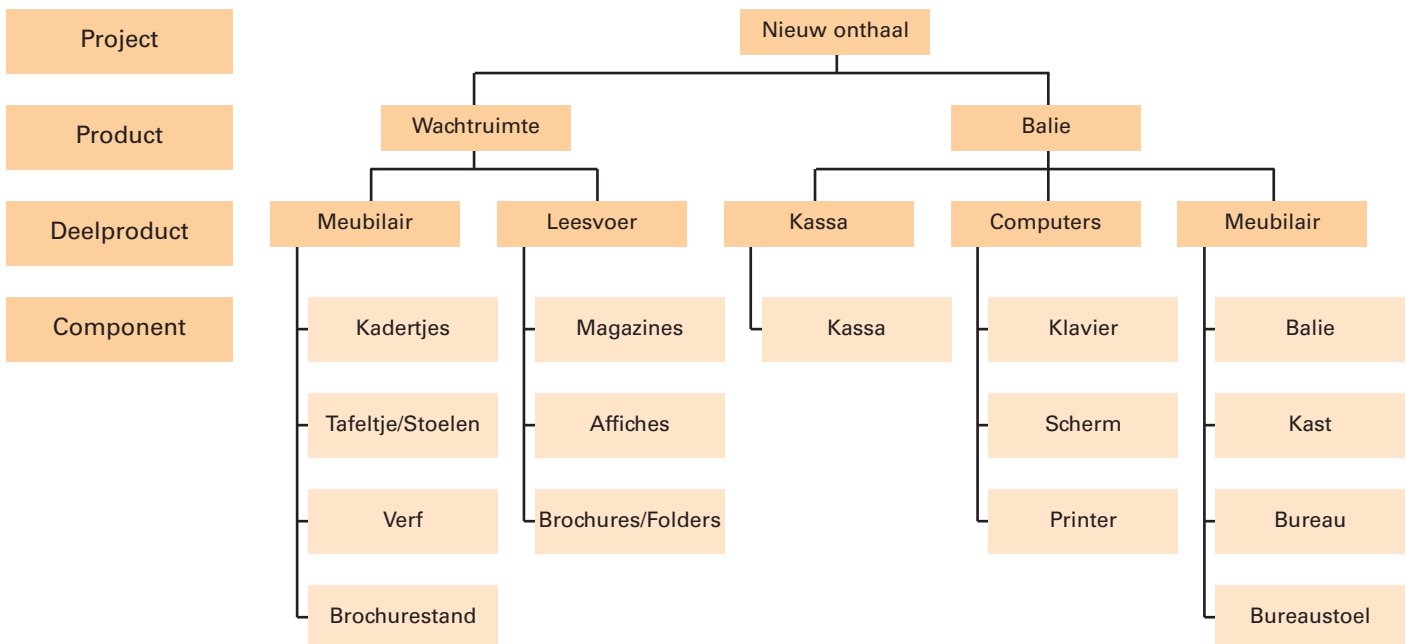 Project
Nieuw onthaal
Product
Wachtruimte
Balie
Deelproduct
Meubilair
Leesvoer
Kassa
Computers
Meubilair
Component
Kadertjes
Magazines
Kassa
Klavier
Balie
Tafeltje/Stoelen
Affiches
Scherm
Kast
Verf
Brochures/Folders
Printer
Bureau
Brochurestand
Bureaustoel